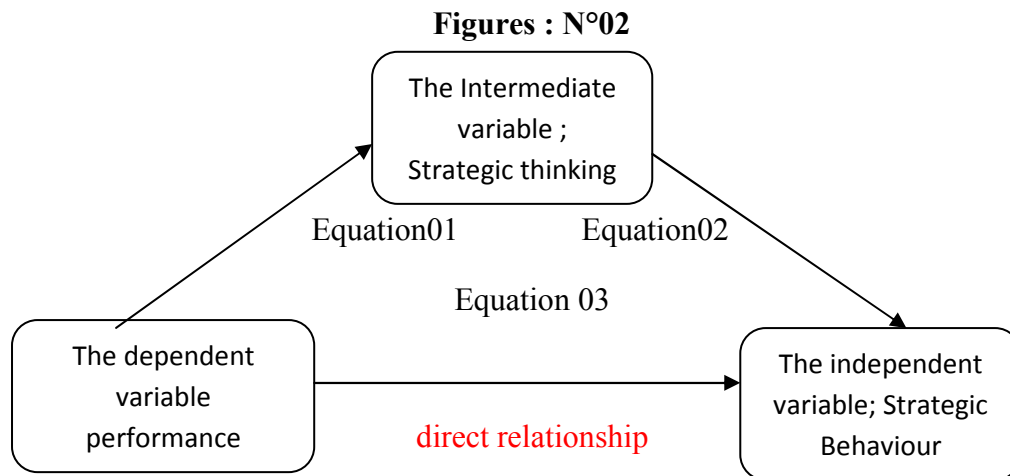 Figures : N°02
The Intermediate
variable ;
Strategic thinking
Equation01
Equation02
Equation 03
The dependent
variable
performance
direct relationship
The independent
variable; Strategic
Behaviour